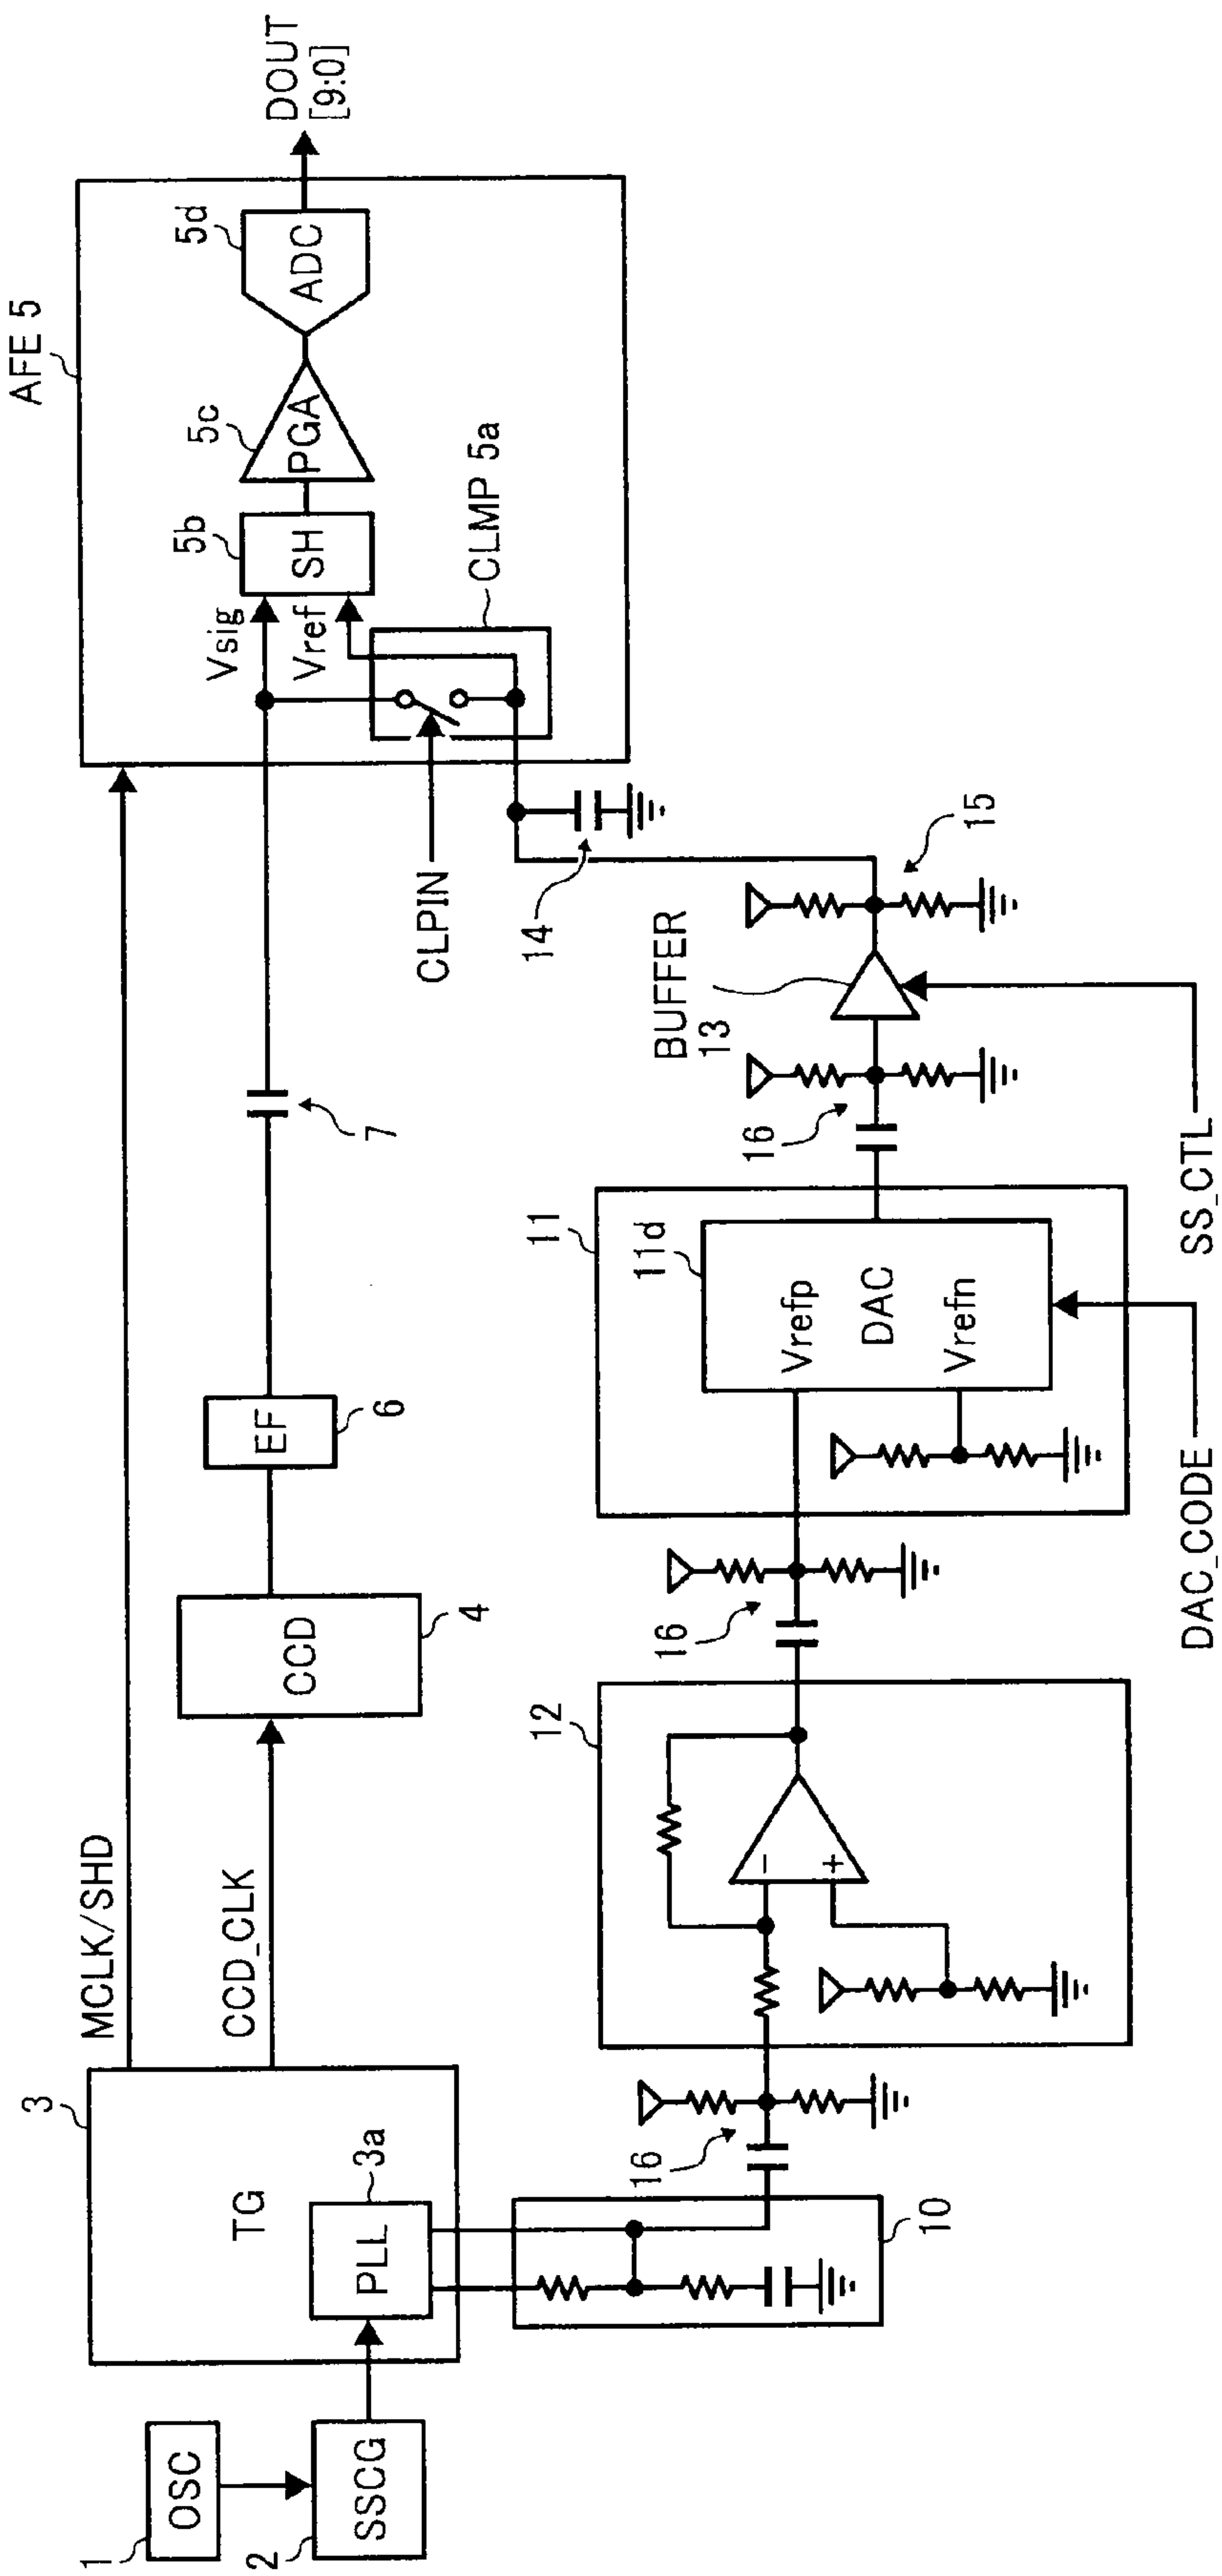 AFE 5
DOUT
[9:0]
5d
ADC
5c
PGA
5b
SH
Vsig
Vref
CLMP 5a
CLPIN
14
15
BUFFER
13
SS_CTL
16
11
11d
Vrefp
DAC
Vrefn
DAC_CODE
16
12
-
+
16
10
7
EF
6
CCD
4
MCLK/SHD
CCD_CLK
3
TG
PLL
3a
OSC
1
SSCG
2